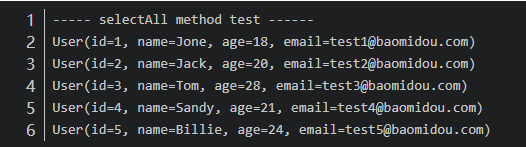 1 ----- selectAll method test ------
2 User(id=1, name=Jone, age=18, email=test1@baomidou.com)
3 User(id=2, name=Jack, age=20, email=test2@baomidou.com)
4 User(id=3, name=Tom, age=28, email=test3@baomidou.com)
5 User(id=4, name=Sandy, age=21, email=test4@baomidou.com)
6 User(id=5, name=Billie, age=24, email=test5@baomidou.com)